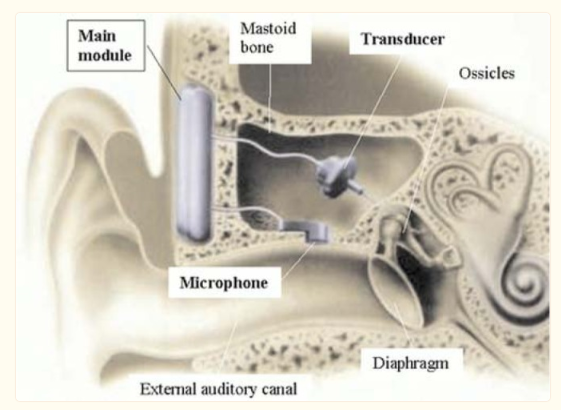 Main
module
Mastoid
bone
Transducer
Ossicles
Microphone
Diaphragm
External auditory canal